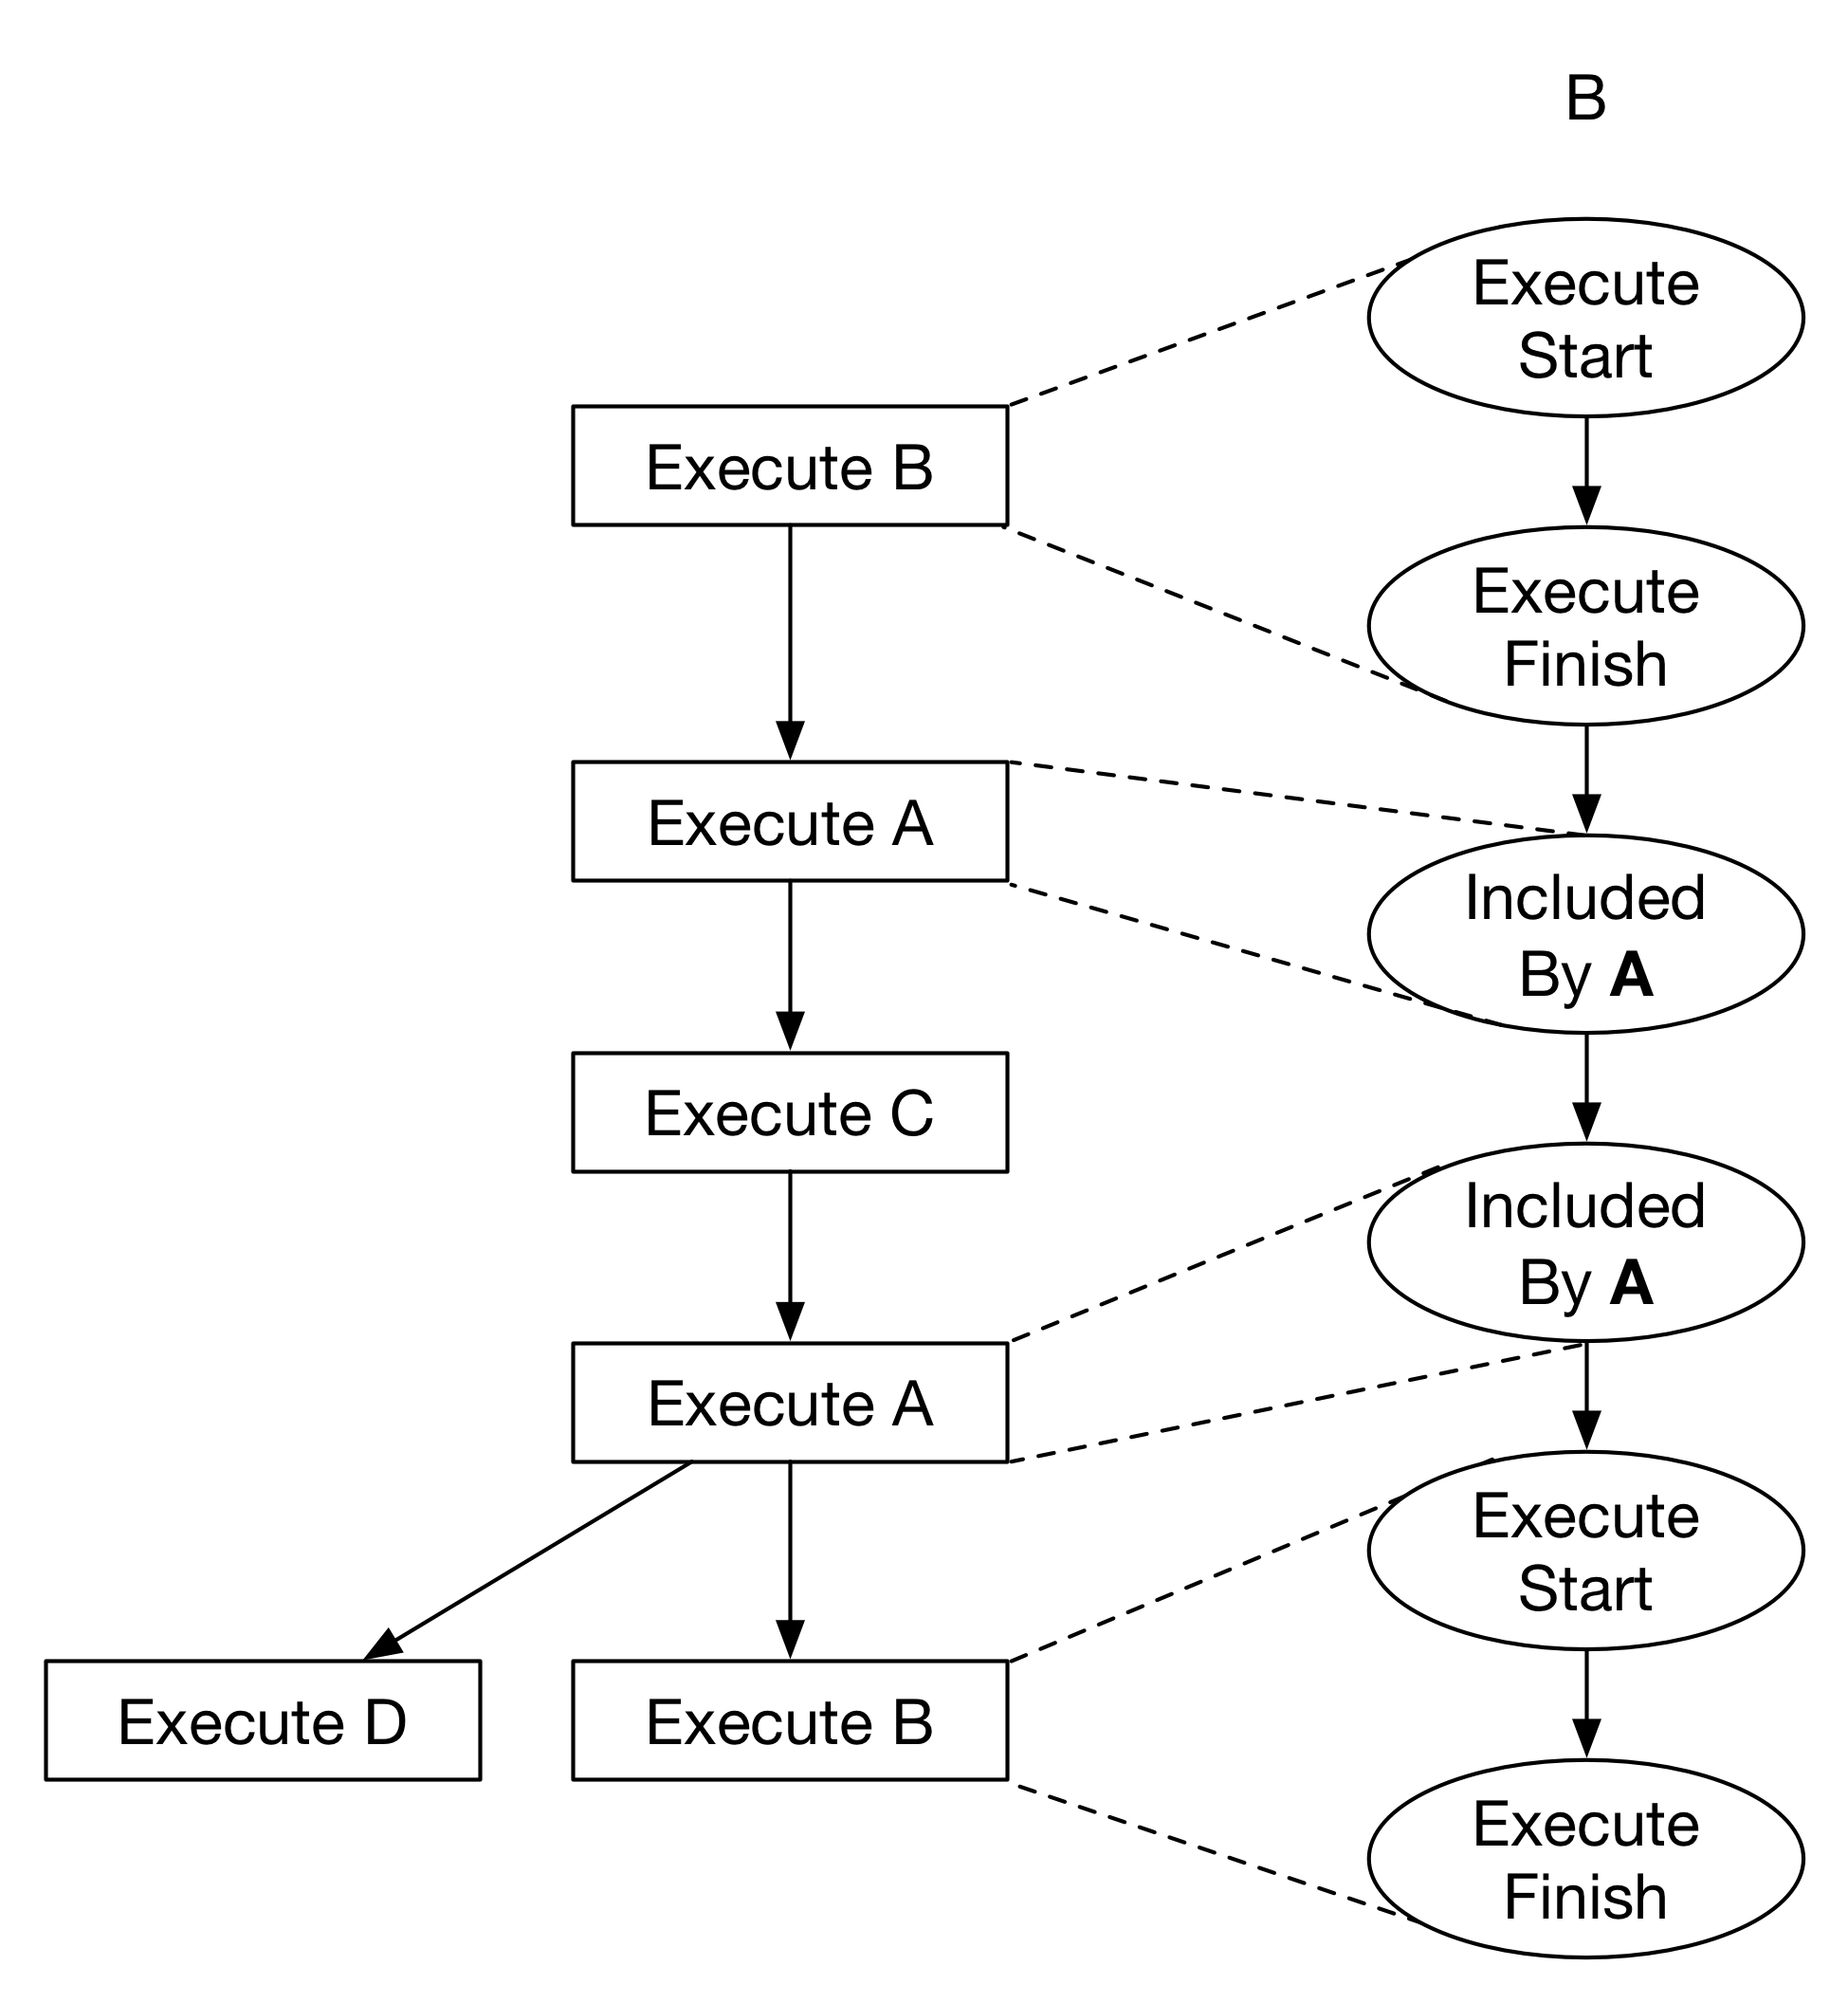 B
Execute
Start
Execute B
Execute
Finish
Execute A
Included
By A
Execute C
Included
By A
Execute A
Execute
Start
Execute D
Execute B
Execute
Finish